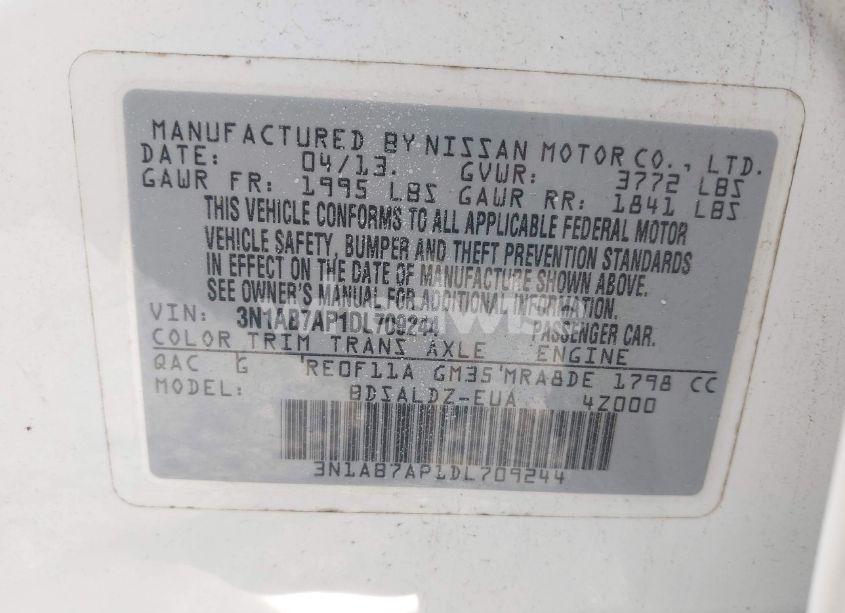 MANUFACTURED BY NISSAN MOTOR CO., LTD.
DATE: 04/13. GVWR: 3772 LBS
GAWR FR: 1995 LBS GAWR RR: 1841 LBS
THIS VEHICLE CONFORMS TO ALL APPLICABLE FEDERAL MOTOR
VEHICLE SAFETY, BUMPER AND THEFT PREVENTION STANDARDS
IN EFFECT ON THE DATE OF MANUFACTURE SHOWN ABOVE.
SEE OWNER'S MANUAL FOR ADDITIONAL INFORMATION.
VIN: 3N1AB7AP1DL709244 PASSENGER CAR.
COLOR TRIM TRANS AXLE ENGINE
QAC G RE0F11A GM35 MRA8DE 1798 CC
MODEL: BDSALDZ-EUA 4Z000
3N1AB7AP1DL709244